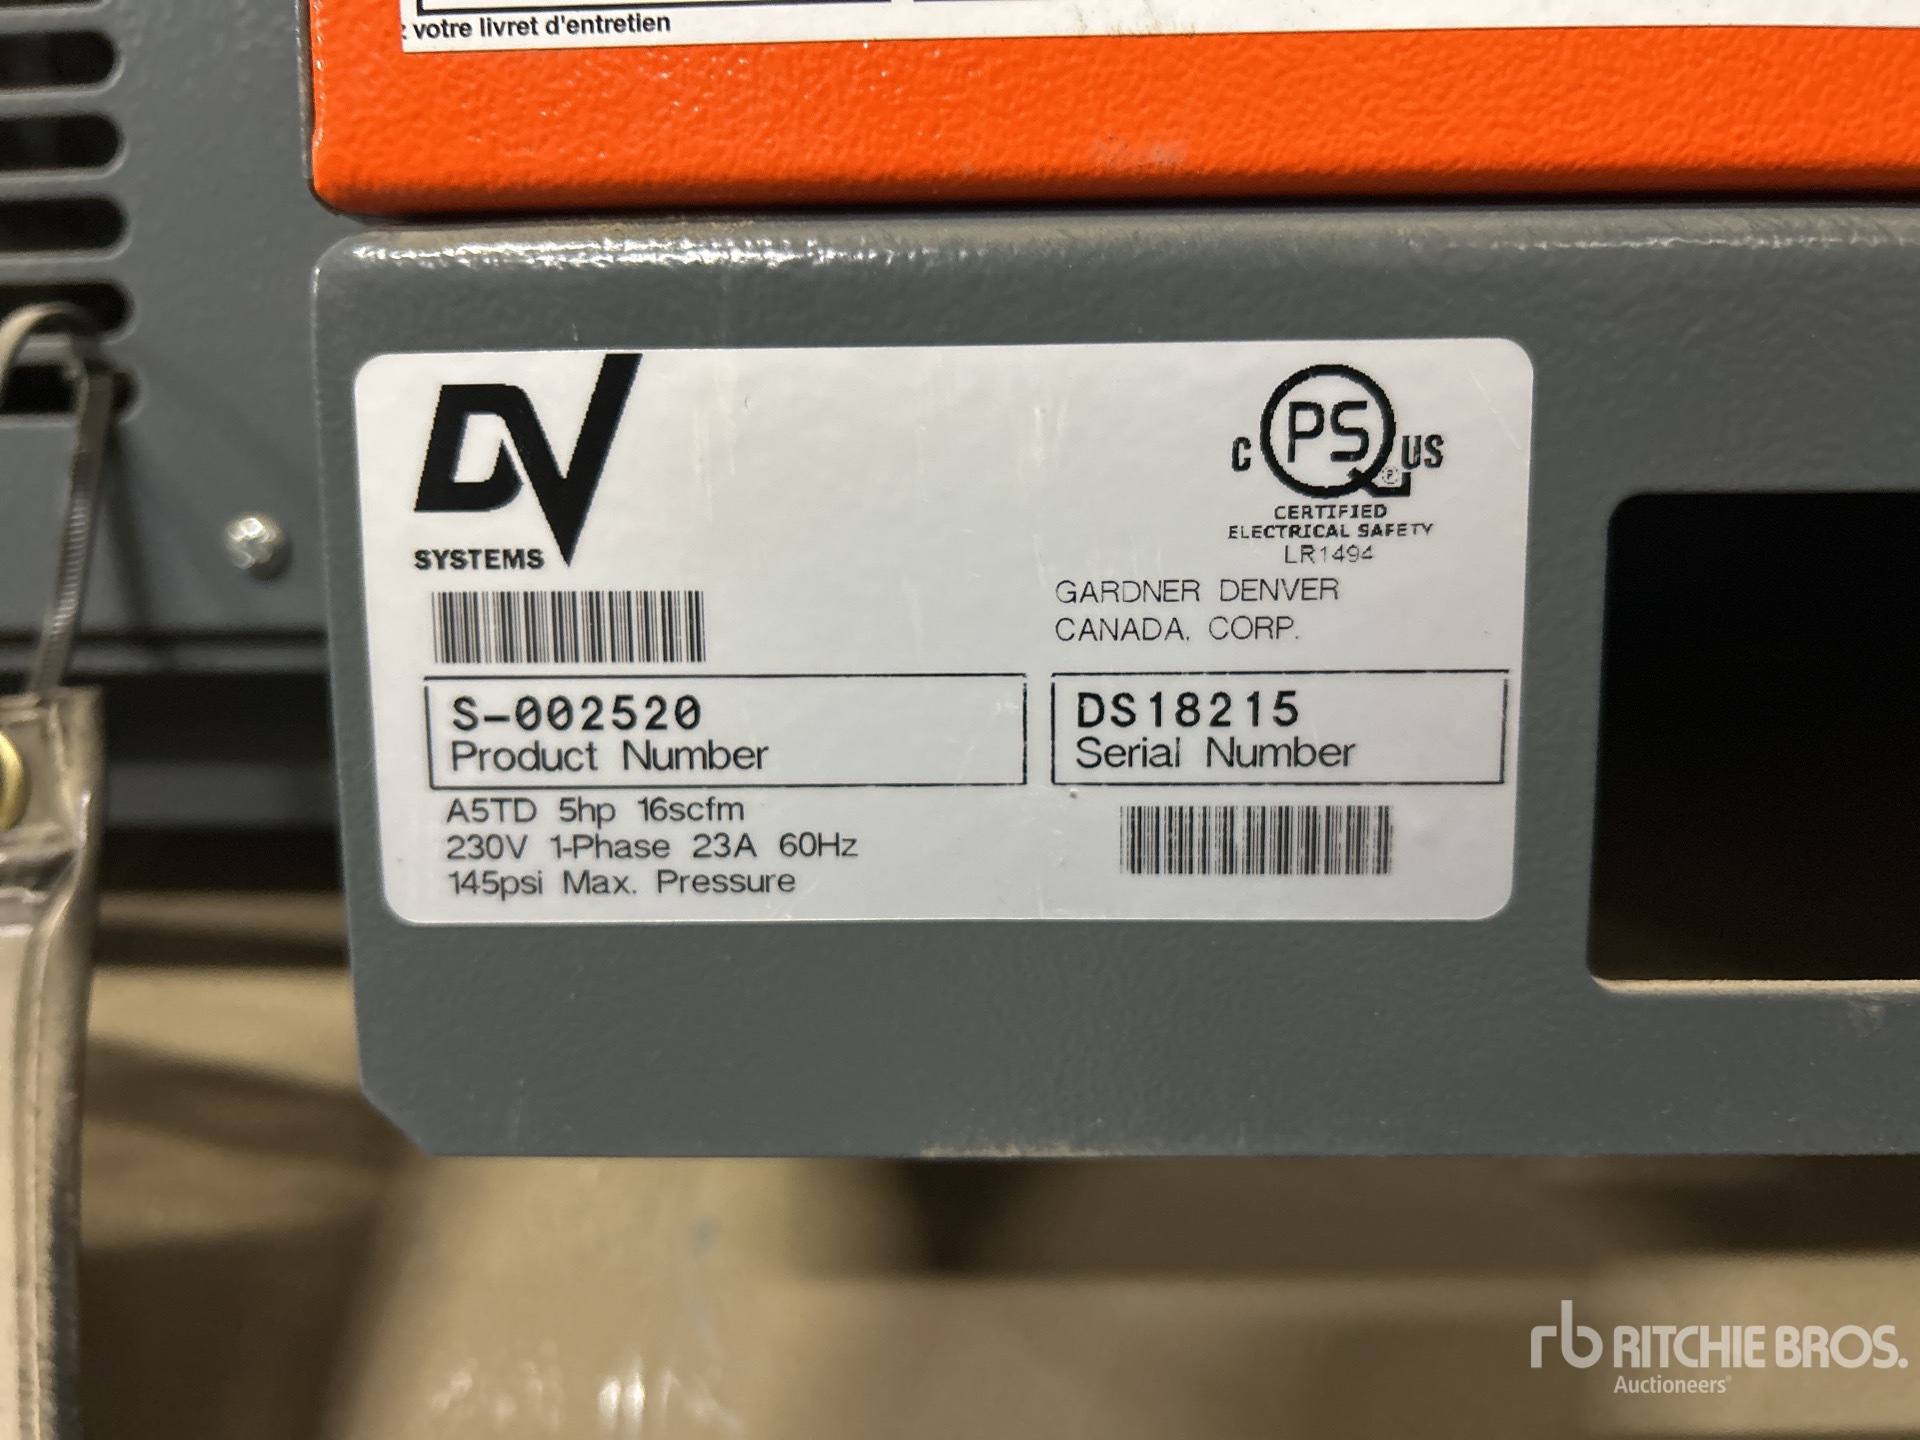 votre livret d'entretien
DV
SYSTEMS
C PS US
CERTIFIED
ELECTRICAL SAFETY
LR1494
GARDNER DENVER
CANADA, CORP.
S-002520
Product Number
DS18215
Serial Number
A5TD 5hp 16scfm
230V 1-Phase 23A 60Hz
145psi Max. Pressure
rb RITCHIE BROS.
Auctioneers